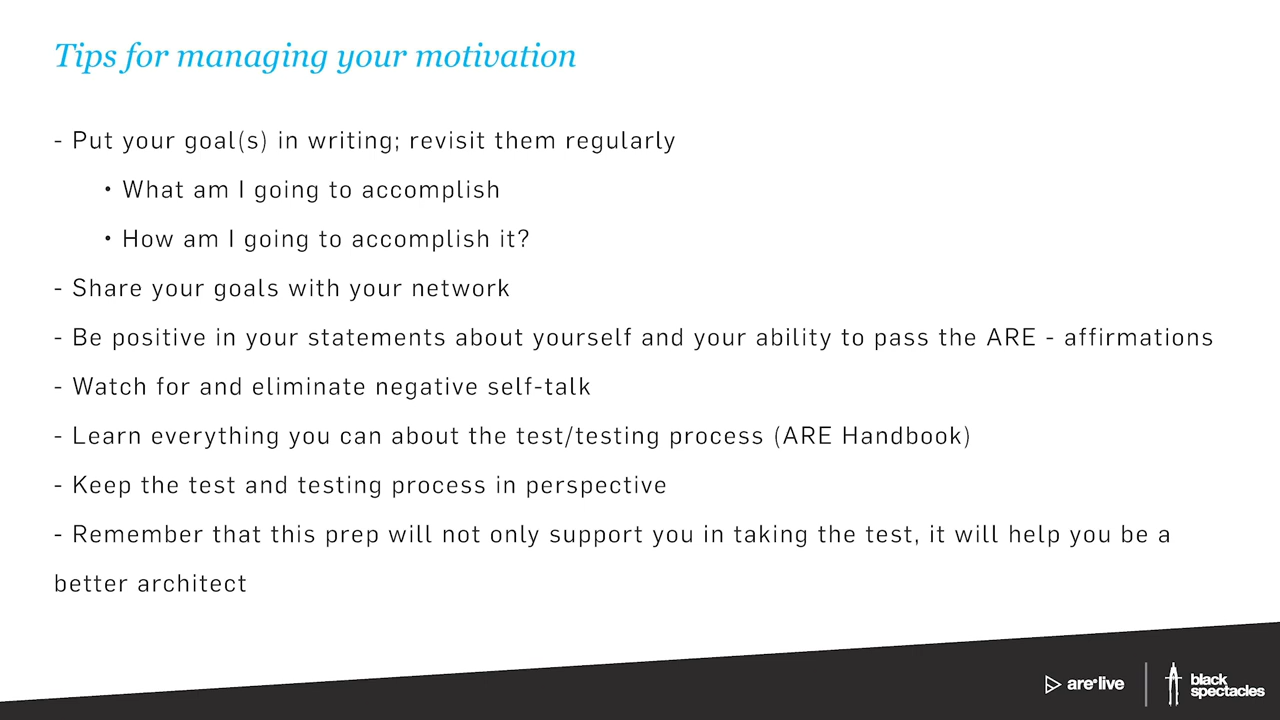 Tips for managing your motivation
- Put your goal(s) in writing; revisit them regularly
• What am I going to accomplish
• How am I going to accomplish it?
- Share your goals with your network
- Be positive in your statements about yourself and your ability to pass the ARE - affirmations
- Watch for and eliminate negative self-talk
- Learn everything you can about the test/testing process (ARE Handbook)
- Keep the test and testing process in perspective
- Remember that this prep will not only support you in taking the test, it will help you be a
better architect
are•live
black
spectacles